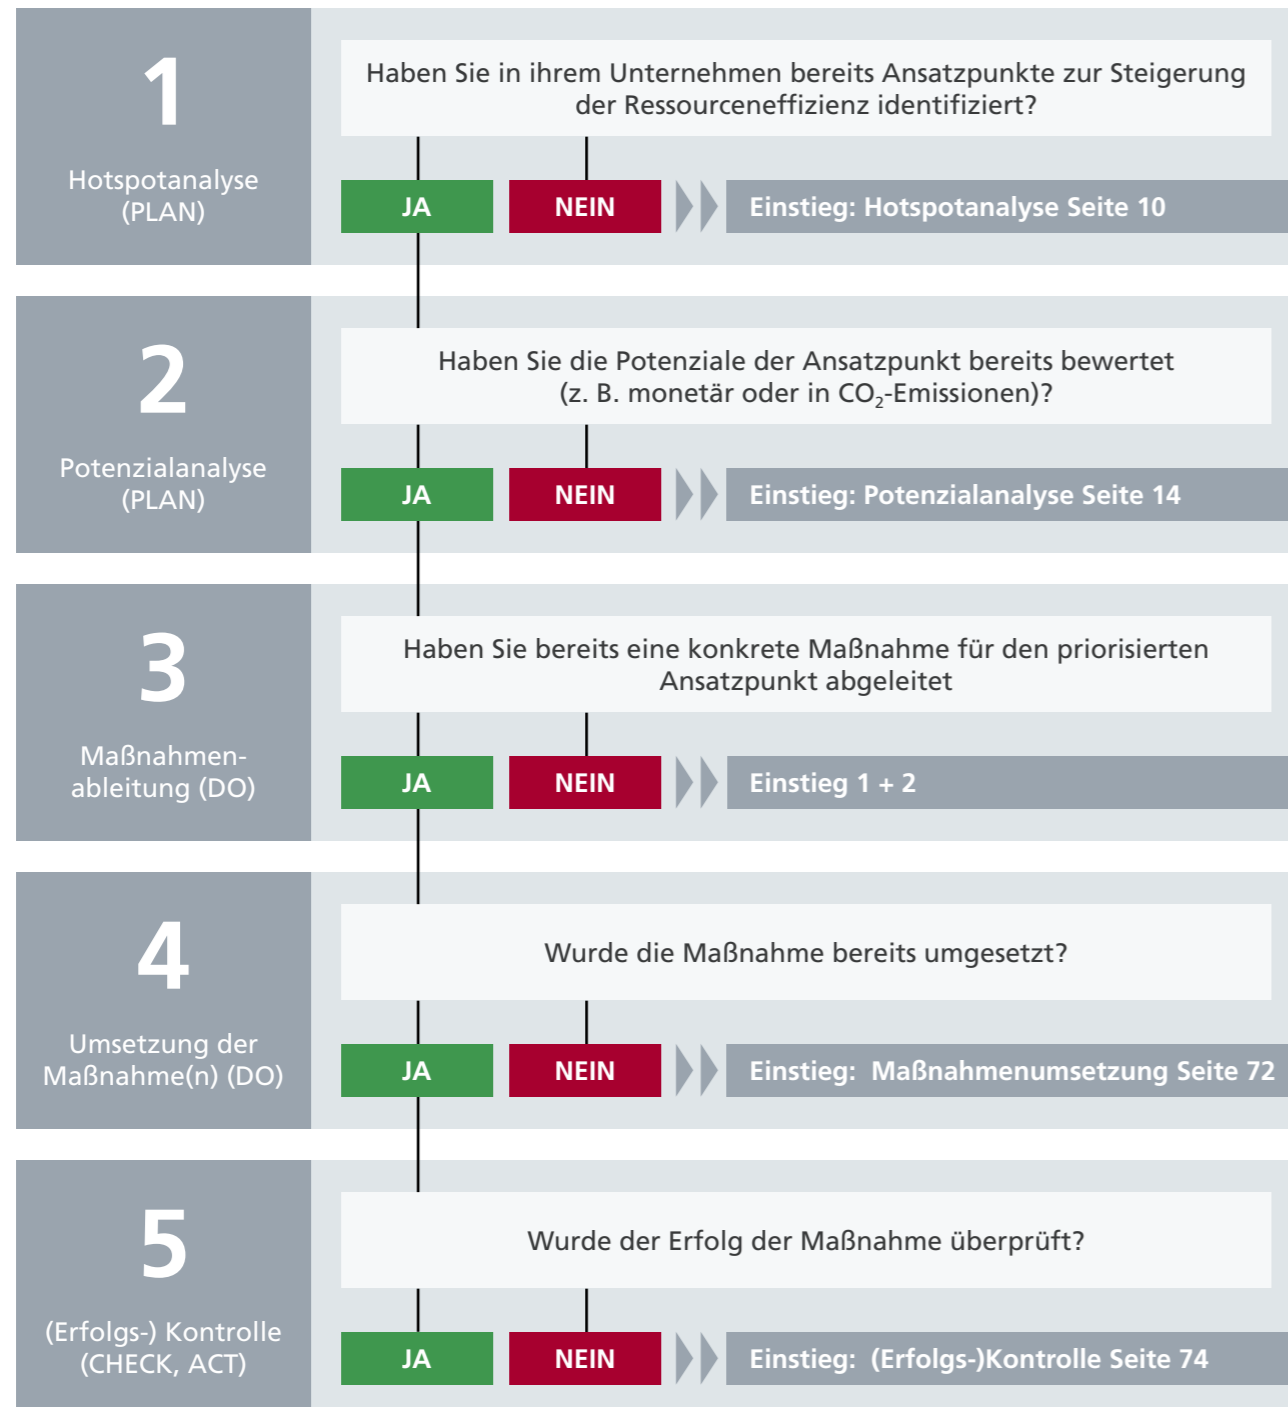 1
Hotspotanalyse
(PLAN)
Haben Sie in ihrem Unternehmen bereits Ansatzpunkte zur Steigerung
der Ressourceneffizienz identifiziert?
JA
NEIN
Einstieg: Hotspotanalyse Seite 10
2
Potenzialanalyse
(PLAN)
Haben Sie die Potenziale der Ansatzpunkt bereits bewertet
(z. B. monetär oder in CO₂-Emissionen)?
JA
NEIN
Einstieg: Potenzialanalyse Seite 14
3
Maßnahmen-
ableitung (DO)
Haben Sie bereits eine konkrete Maßnahme für den priorisierten
Ansatzpunkt abgeleitet
JA
NEIN
Einstieg 1 + 2
4
Umsetzung der
Maßnahme(n) (DO)
Wurde die Maßnahme bereits umgesetzt?
JA
NEIN
Einstieg: Maßnahmenumsetzung Seite 72
5
(Erfolgs-) Kontrolle
(CHECK, ACT)
Wurde der Erfolg der Maßnahme überprüft?
JA
NEIN
Einstieg: (Erfolgs-)Kontrolle Seite 74